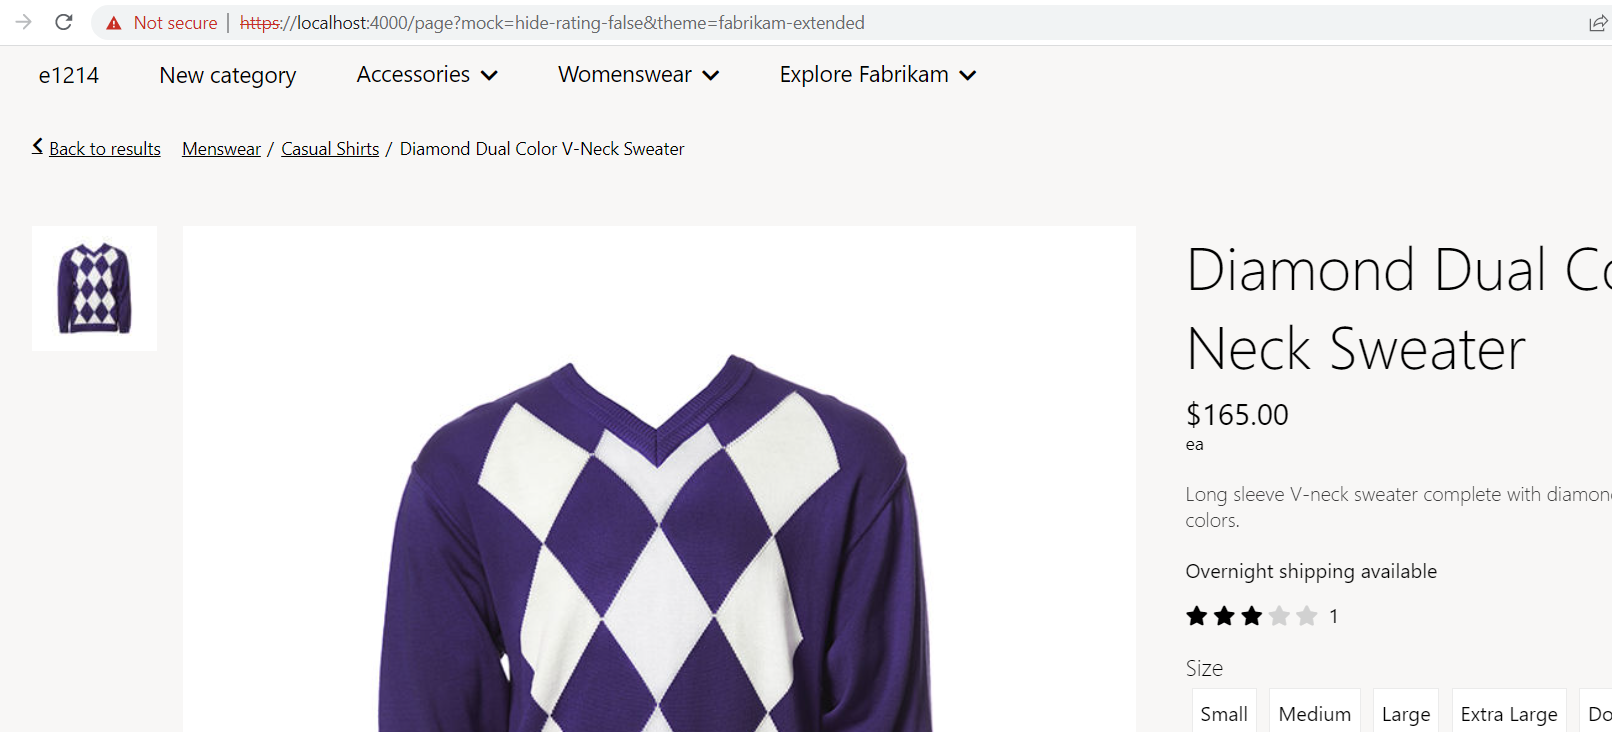 Not secure | https://localhost:4000/page?mock=hide-rating-false&theme=fabrikam-extended
e1214 New category Accessories Womenswear Explore Fabrikam
Back to results Menswear / Casual Shirts / Diamond Dual Color V-Neck Sweater
Diamond Dual Co
Neck Sweater
$165.00
ea
Long sleeve V-neck sweater complete with diamon
colors.
Overnight shipping available
1
Size
Small Medium Large Extra Large Do